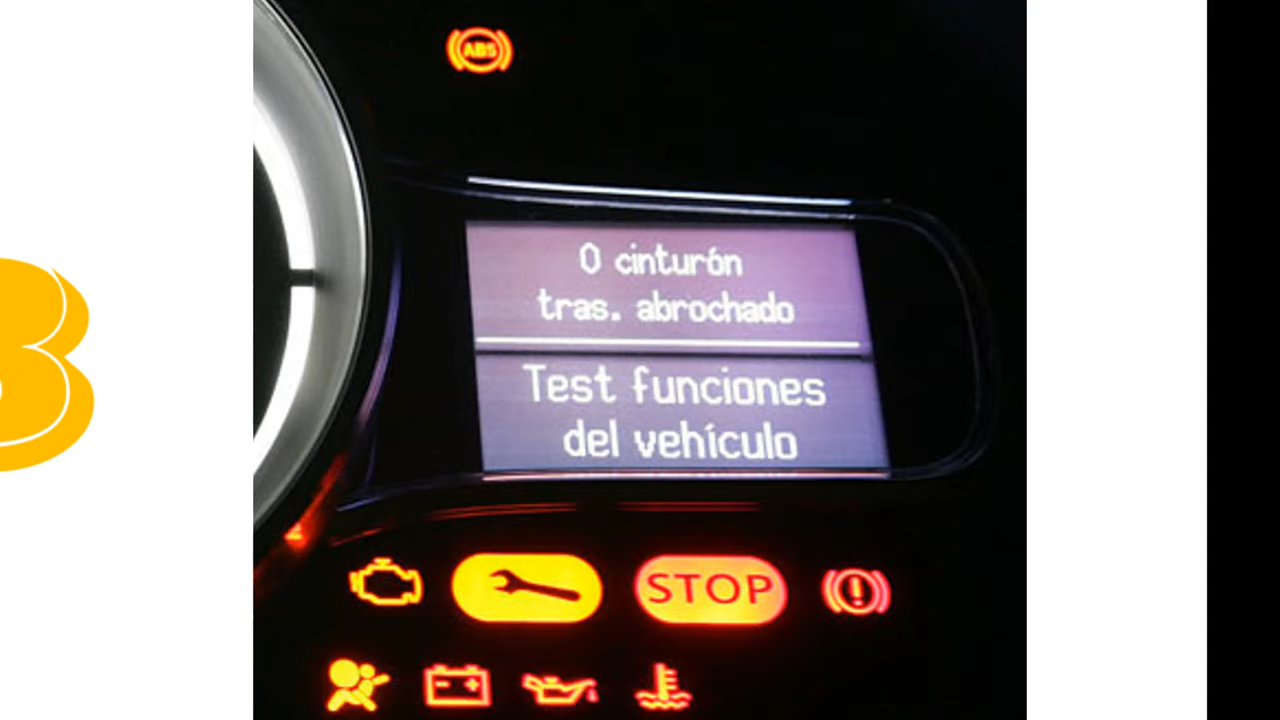 ABS
0 cinturón
tras. abrochado
Test funciones
del vehículo
STOP